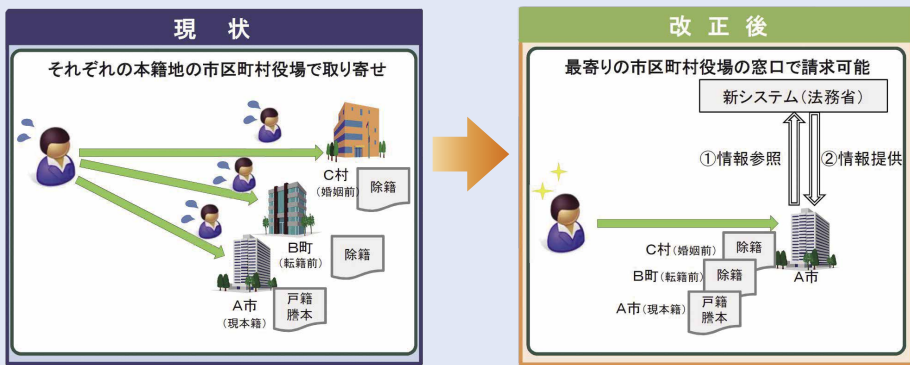 現 状
それぞれの本籍地の市区町村役場で取り寄せ
C村
(婚姻前)
除籍
B町
(転籍前)
除籍
A市
(現本籍)
戸籍
謄本
改 正 後
最寄りの市区町村役場の窓口で請求可能
新システム(法務省)
①情報参照
②情報提供
C村(婚姻前)
除籍
B町(転籍前)
除籍
A市(現本籍)
戸籍
謄本
A市